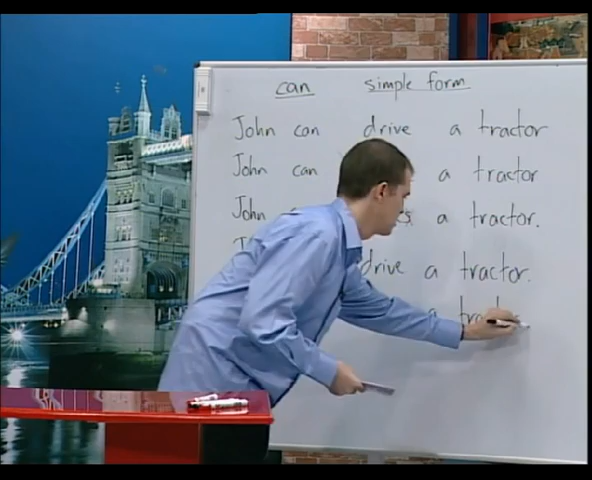 can simple form
John can drive a tractor
John can a tractor
John a tractor.
drive a tractor.
a